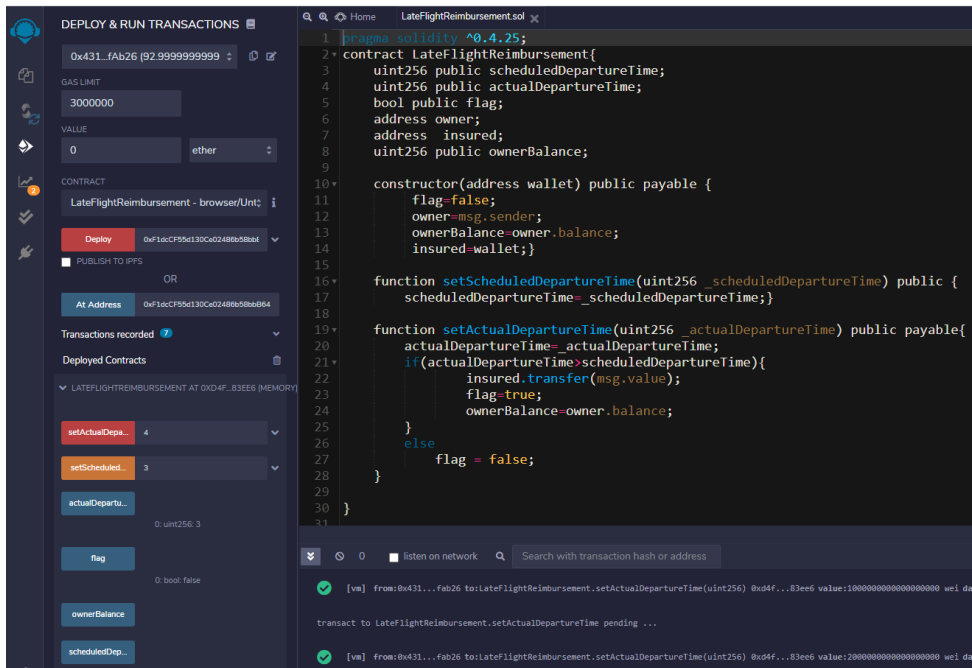 DEPLOY & RUN TRANSACTIONS
0x431...fAb26 (92.9999999999
GAS LIMIT
3000000
VALUE
0 ether
CONTRACT
LateFlightReimbursement - browser/Unt
Deploy 0xF1dcCF55d130Ce02486b58bbE
PUBLISH TO IPFS
OR
At Address 0xF1dcCF55d130Ce02486b58bbB64
Transactions recorded 7
Deployed Contracts
LATEFLIGHTREIMBURSEMENT AT 0XD4F...83EE6 (MEMORY)
setActualDepa... 4
setScheduled... 3
actualDepartu...
0: uint256: 3
flag
0: bool: false
ownerBalance
scheduledDep...
2
Home LateFlightReimbursement.sol
1 pragma solidity ^0.4.25;
2 contract LateFlightReimbursement{
3 uint256 public scheduledDepartureTime;
4 uint256 public actualDepartureTime;
5 bool public flag;
6 address owner;
7 address  insured;
8 uint256 public ownerBalance;
9
10 constructor(address wallet) public payable {
11 flag=false;
12 owner=msg.sender;
13 ownerBalance=owner.balance;
14 insured=wallet;}
15
16 function setScheduledDepartureTime(uint256 _scheduledDepartureTime) public {
17 scheduledDepartureTime=_scheduledDepartureTime;}
18
19 function setActualDepartureTime(uint256 _actualDepartureTime) public payable{
20 actualDepartureTime=_actualDepartureTime;
21 if(actualDepartureTime>scheduledDepartureTime){
22 insured.transfer(msg.value);
23 flag=true;
24 ownerBalance=owner.balance;
25 }
26 else
27 flag = false;
28 }
29
30 }
31
0 listen on network Search with transaction hash or address
[vm] from:0x431...fab26 to:LateFlightReimbursement.setActualDepartureTime(uint256) 0xd4f...83ee6 value:1000000000000000000 wei da
transact to LateFlightReimbursement.setActualDepartureTime pending ...
[vm] from:0x431...fab26 to:LateFlightReimbursement.setActualDepartureTime(uint256) 0xd4f...83ee6 value:2000000000000000000 wei da